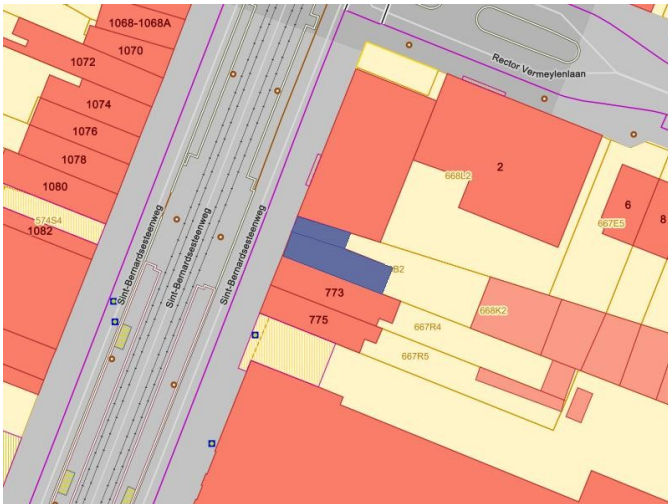 1068-1068A
1070
1072
1074
1076
1078
1080
574S4
1082
Sint-Bernardsesteenweg
Sint-Bernardsesteenweg
Sint-Bernardsesteenweg
Rector Vermeylenlaan
2
668L2
6
8
667E5
B2
773
775
668K2
667R4
667R5